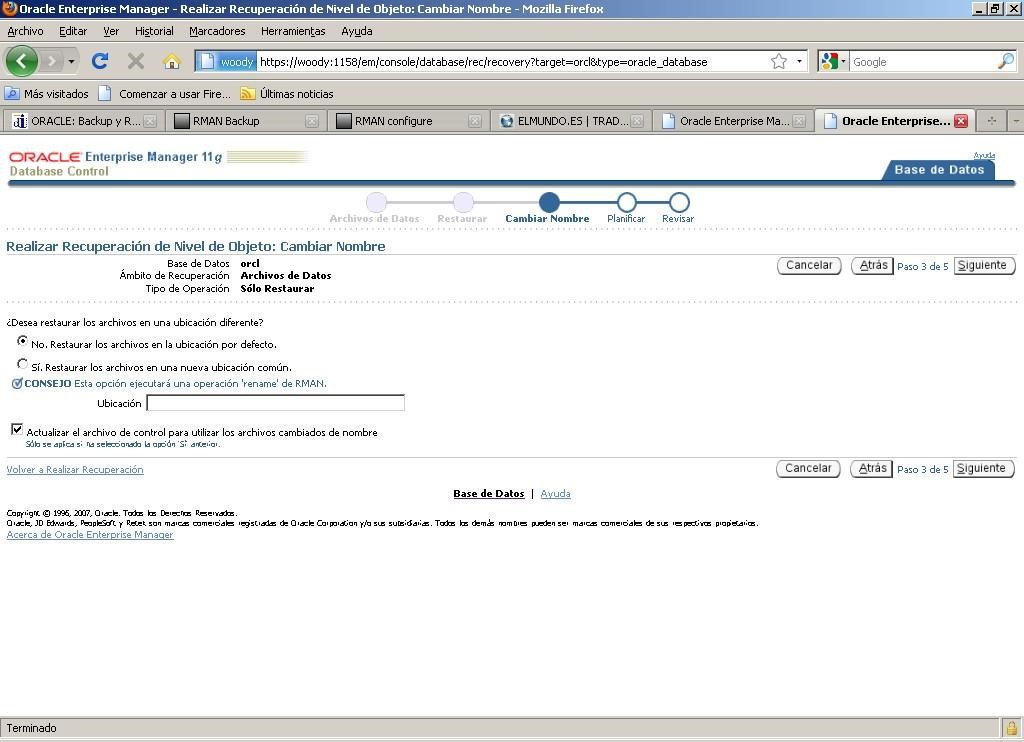 Oracle Enterprise Manager - Realizar Recuperación de Nivel de Objeto: Cambiar Nombre - Mozilla Firefox
Archivo Editar Ver Historial Marcadores Herramientas Ayuda
woody https://woody:1158/em/console/database/rec/recovery?target=orcl&type=oracle_database Google
Más visitados Comenzar a usar Fire... Últimas noticias
ORACLE: Backup y R... RMAN Backup RMAN configure ELMUNDO.ES | TRAD... Oracle Enterprise Ma... Oracle Enterprise...
ORACLE Enterprise Manager 11g
Database Control
Ayuda
Base de Datos
Archivos de Datos Restaurar Cambiar Nombre Planificar Revisar
Realizar Recuperación de Nivel de Objeto: Cambiar Nombre
Base de Datos orcl
Ámbito de Recuperación Archivos de Datos
Tipo de Operación Sólo Restaurar
Cancelar Atrás Paso 3 de 5 Siguiente
¿Desea restaurar los archivos en una ubicación diferente?
No. Restaurar los archivos en la ubicación por defecto.
Sí. Restaurar los archivos en una nueva ubicación común.
CONSEJO Esta opción ejecutará una operación 'rename' de RMAN.
Ubicación
Actualizar el archivo de control para utilizar los archivos cambiados de nombre
Sólo se aplica si ha seleccionado la opción 'Sí' anterior.
Volver a Realizar Recuperación
Cancelar Atrás Paso 3 de 5 Siguiente
Base de Datos | Ayuda
Copyright © 1996, 2007, Oracle. Todos los Derechos Reservados.
Oracle, JD Edwards, PeopleSoft y Retek son marcas comerciales registradas de Oracle Corporation y/o sus subsidiarias. Todos los demás nombres pueden ser marcas comerciales de sus respectivos propietarios.
Acerca de Oracle Enterprise Manager
Terminado